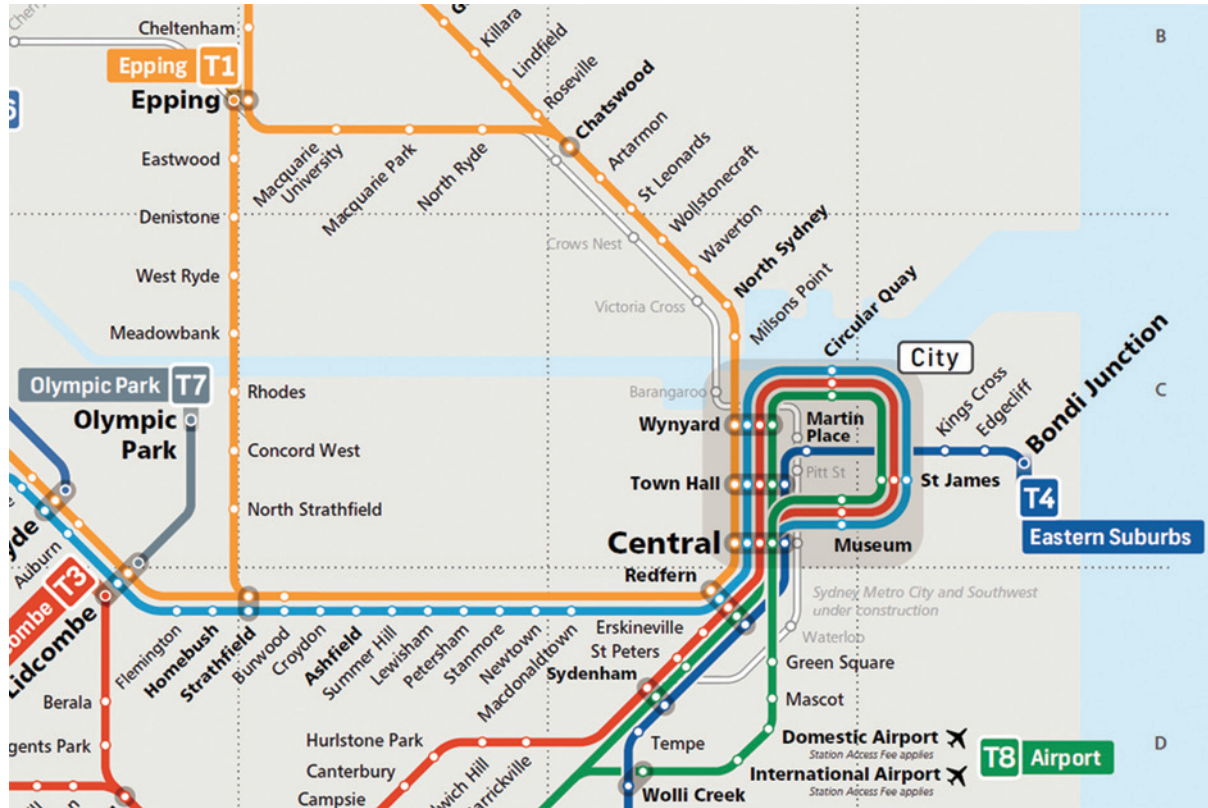 Cheltenham
Killara
Lindfield
Roseville
B
Epping T1
Epping
Chatswood
Artarmon
St Leonards
Wollstonecraft
Waverton
North Sydney
Milsons Point
Macquarie
University
Macquarie Park
North Ryde
Eastwood
Denistone
West Ryde
Meadowbank
Crows Nest
Victoria Cross
Circular Quay
City
Olympic Park T7
Olympic
Park
Rhodes
Concord West
North Strathfield
Barangaroo
Wynyard
Martin
Place
Pitt St
Town Hall
Kings Cross
Edgecliff
Bondi Junction
C
St James
T4
Eastern Suburbs
Central
Museum
Redfern
Auburn
T3
Lidcombe
Flemington
Homebush
Strathfield
Burwood
Croydon
Ashfield
Summer Hill
Lewisham
Petersham
Stanmore
Newtown
Macdonaldtown
Erskineville
St Peters
Sydenham
Sydney Metro City and Southwest
under construction
Waterloo
Green Square
Mascot
Berala
gents Park
Hurlstone Park
Canterbury
Campsie
Tempe
Wolli Creek
Domestic Airport
Station Access Fee applies
International Airport
Station Access Fee applies
T8 Airport
D